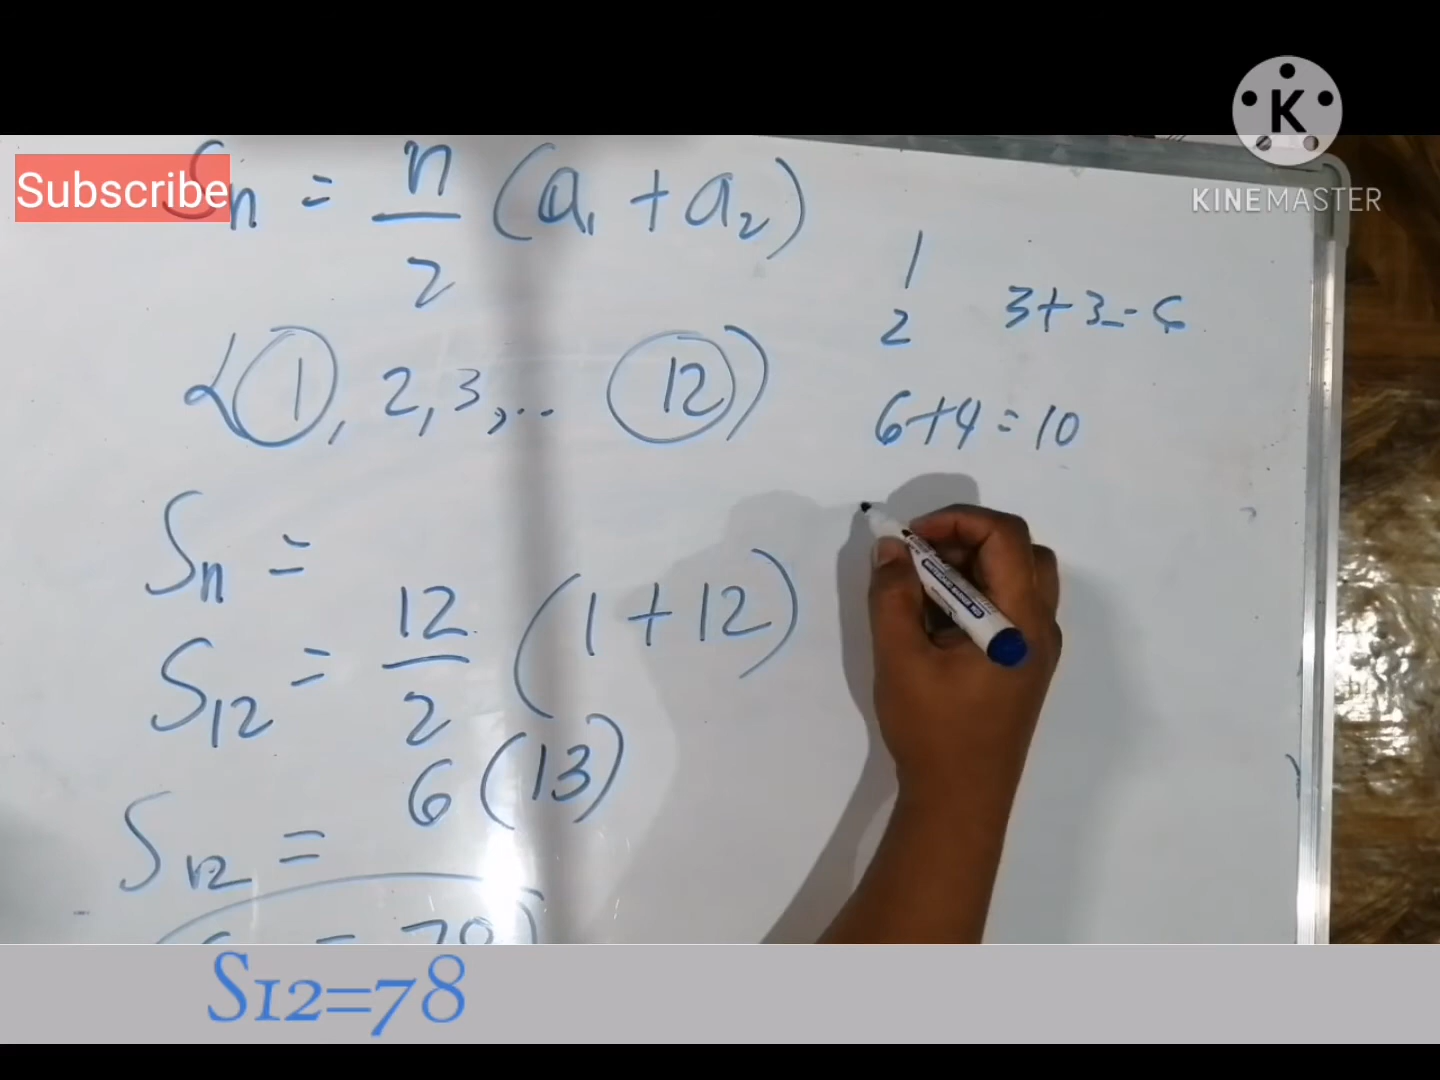 Subscribe
K
KINEMASTER
Sn = n/2 (a1 + a2)
1
2
3+3=6
(1, 2, 3, ... 12)
6+4=10
Sn =
S12 = 12/2 (1 + 12)
S12 = 6(13)
= 78
S12=78